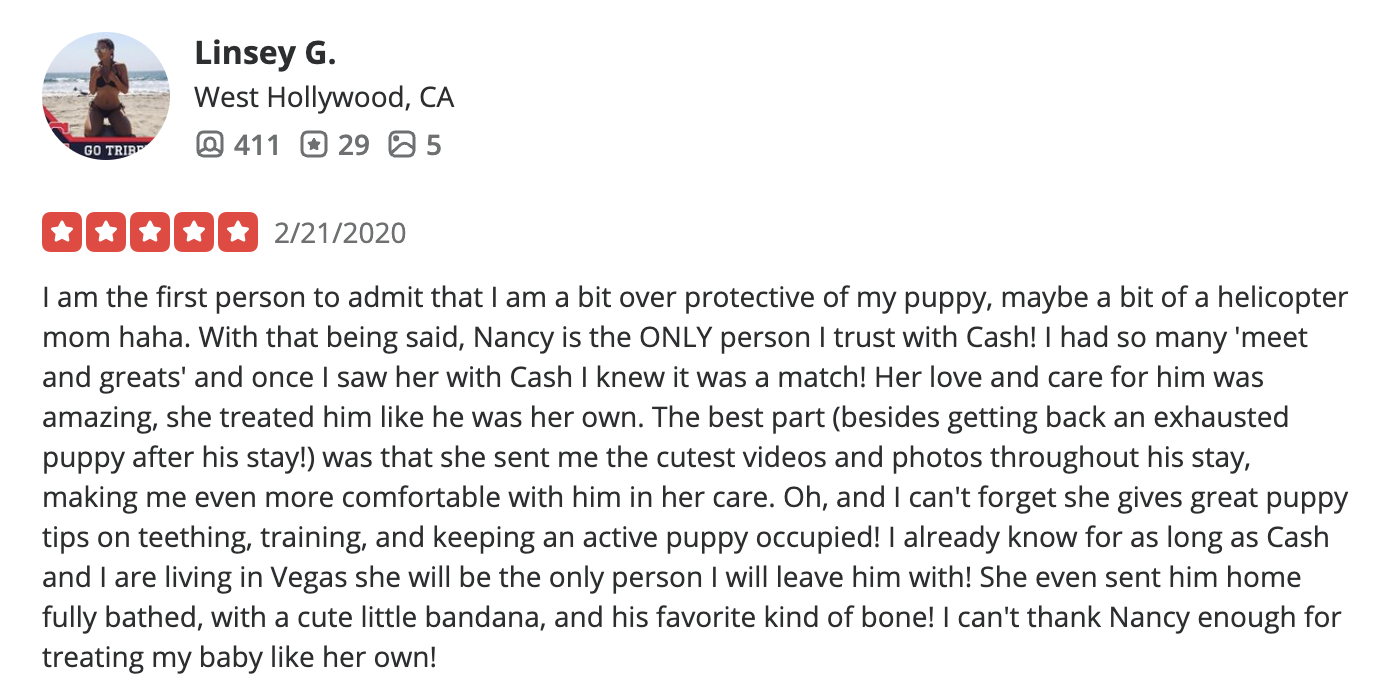 Linsey G.
West Hollywood, CA
411 29 5
GO TRIBE
2/21/2020
I am the first person to admit that I am a bit over protective of my puppy, maybe a bit of a helicopter
mom haha. With that being said, Nancy is the ONLY person I trust with Cash! I had so many 'meet
and greats' and once I saw her with Cash I knew it was a match! Her love and care for him was
amazing, she treated him like he was her own. The best part (besides getting back an exhausted
puppy after his stay!) was that she sent me the cutest videos and photos throughout his stay,
making me even more comfortable with him in her care. Oh, and I can't forget she gives great puppy
tips on teething, training, and keeping an active puppy occupied! I already know for as long as Cash
and I are living in Vegas she will be the only person I will leave him with! She even sent him home
fully bathed, with a cute little bandana, and his favorite kind of bone! I can't thank Nancy enough for
treating my baby like her own!